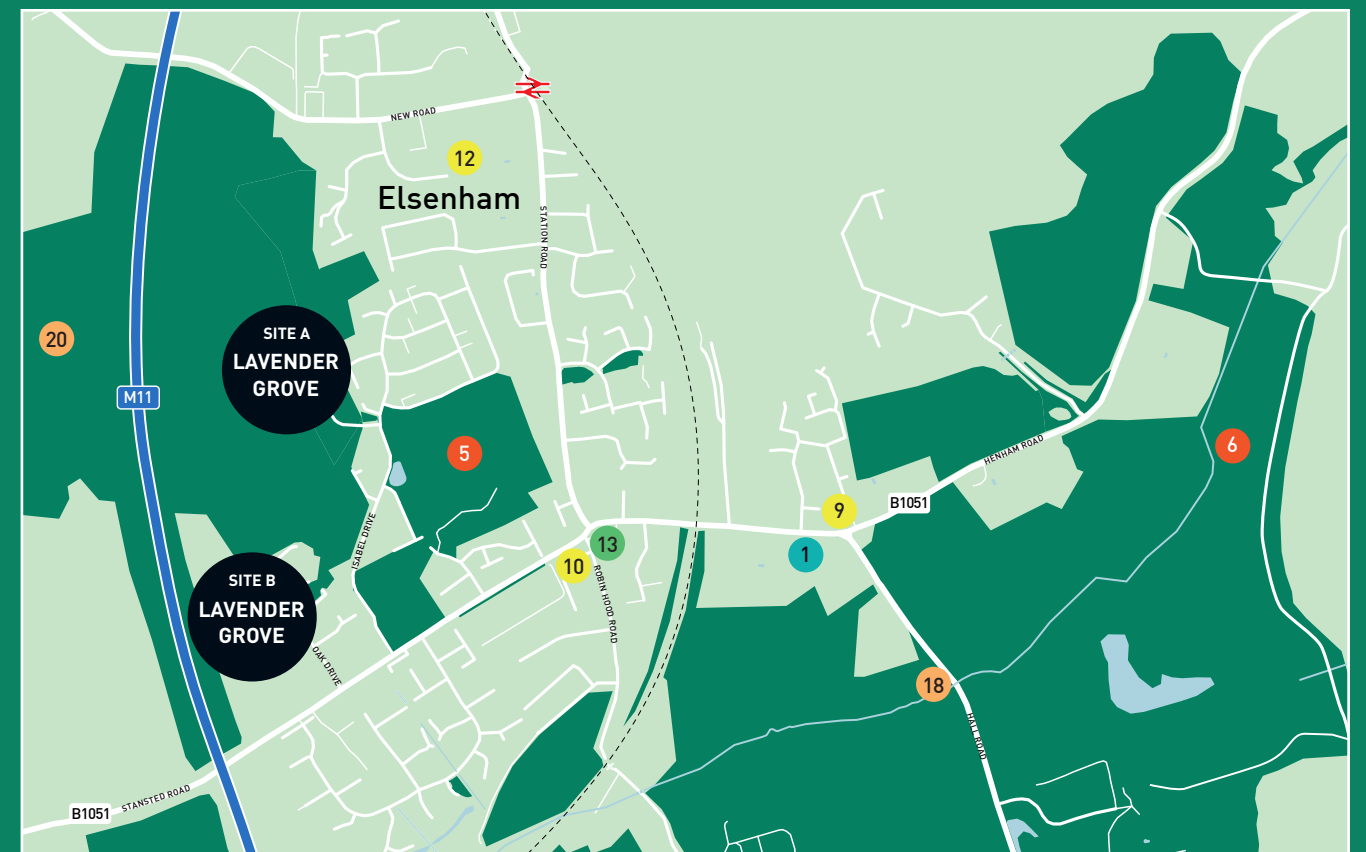 NEW ROAD
12
Elsenham
STATION ROAD
SITE A
LAVENDER
GROVE
20
M11
5
6
HENHAM ROAD
B1051
9
ISABEL DRIVE
13
1
10
ROBIN HOOD ROAD
SITE B
LAVENDER
GROVE
OAK DRIVE
18
HALL ROAD
STANSTED ROAD
B1051